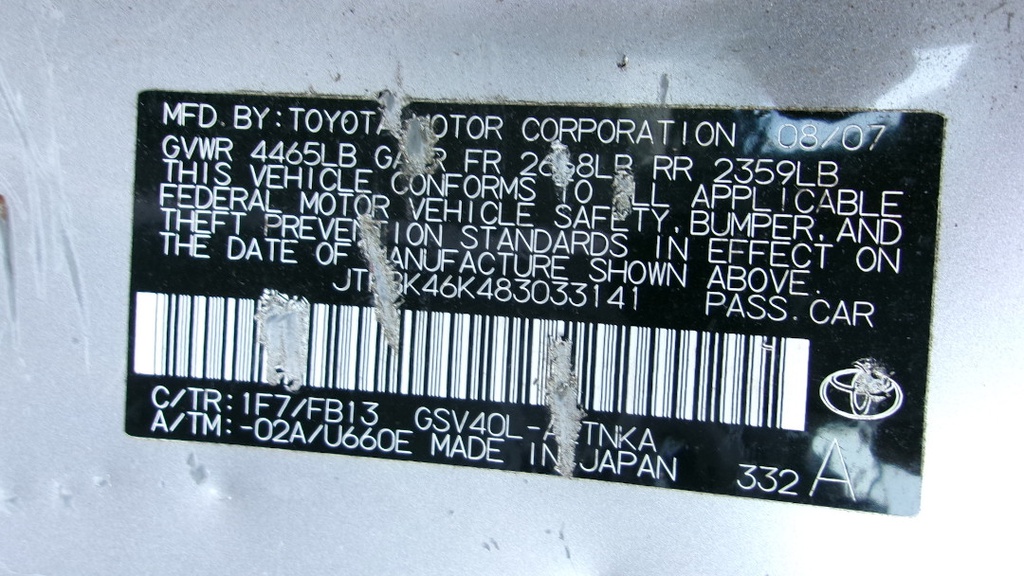 MFD. BY: TOYOTA MOTOR CORPORATION 08/07
GVWR 4465LB GAWR FR RR 2359LB
THIS VEHICLE CONFORMS TO ALL APPLICABLE
FEDERAL MOTOR VEHICLE SAFETY, BUMPER, AND
THEFT PREVENTION STANDARDS IN EFFECT ON
THE DATE OF MANUFACTURE SHOWN ABOVE.
PASS. CAR
C/TR: 1F7/FB13
A/TM: -02A/U660E MADE IN JAPAN
332 A